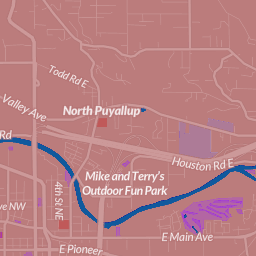 Todd Rd E
North Puyallup
Valley Ave
Rd
Houston Rd E
Mike and Terry's
Outdoor Fun Park
4th St NE
ve NW
E Main Ave
E Pioneer